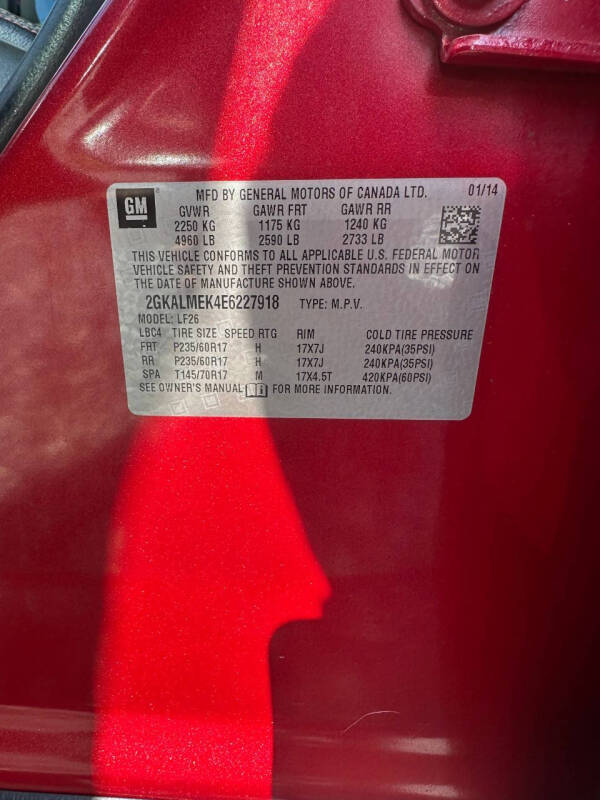 GM MFD BY GENERAL MOTORS OF CANADA LTD. 01/14
GVWR GAWR FRT GAWR RR
2250 KG 1175 KG 1240 KG
4960 LB 2590 LB 2733 LB
THIS VEHICLE CONFORMS TO ALL APPLICABLE U.S. FEDERAL MOTOR
VEHICLE SAFETY AND THEFT PREVENTION STANDARDS IN EFFECT ON
THE DATE OF MANUFACTURE SHOWN ABOVE.
2GKALMEK4E6227918 TYPE: M.P.V.
MODEL: LF26
LBC4 TIRE SIZE SPEED RTG RIM COLD TIRE PRESSURE
FRT P235/60R17 H 17X7J 240KPA(35PSI)
RR P235/60R17 H 17X7J 240KPA(35PSI)
SPA T145/70R17 M 17X4.5T 420KPA(60PSI)
SEE OWNER'S MANUAL FOR MORE INFORMATION.